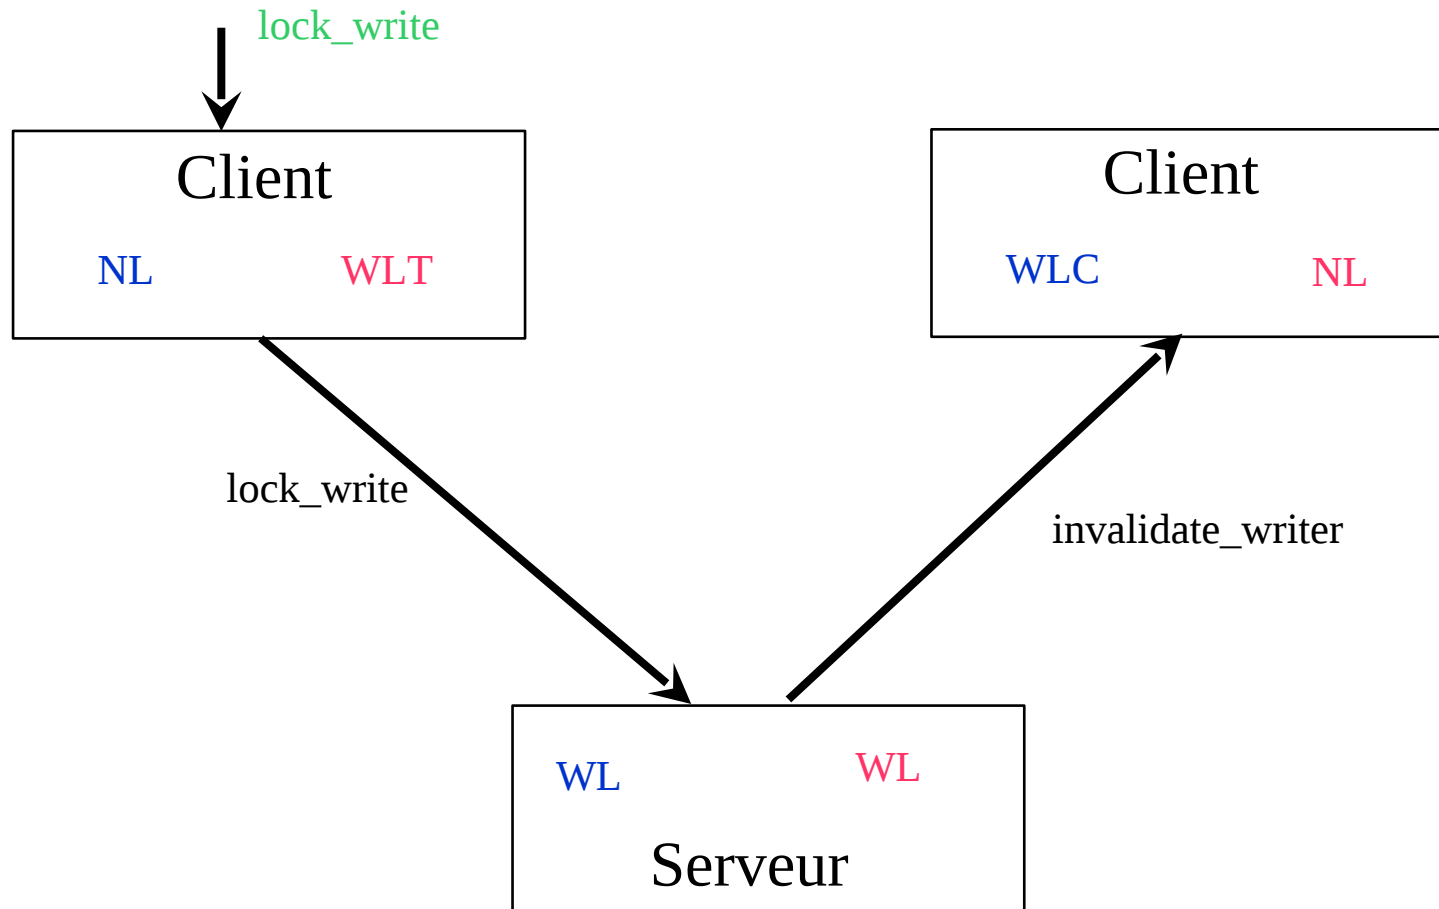 lock_write
Client
Client
NL
WLT
WLC
NL
lock_write
invalidate_writer
WL
WL
Serveur